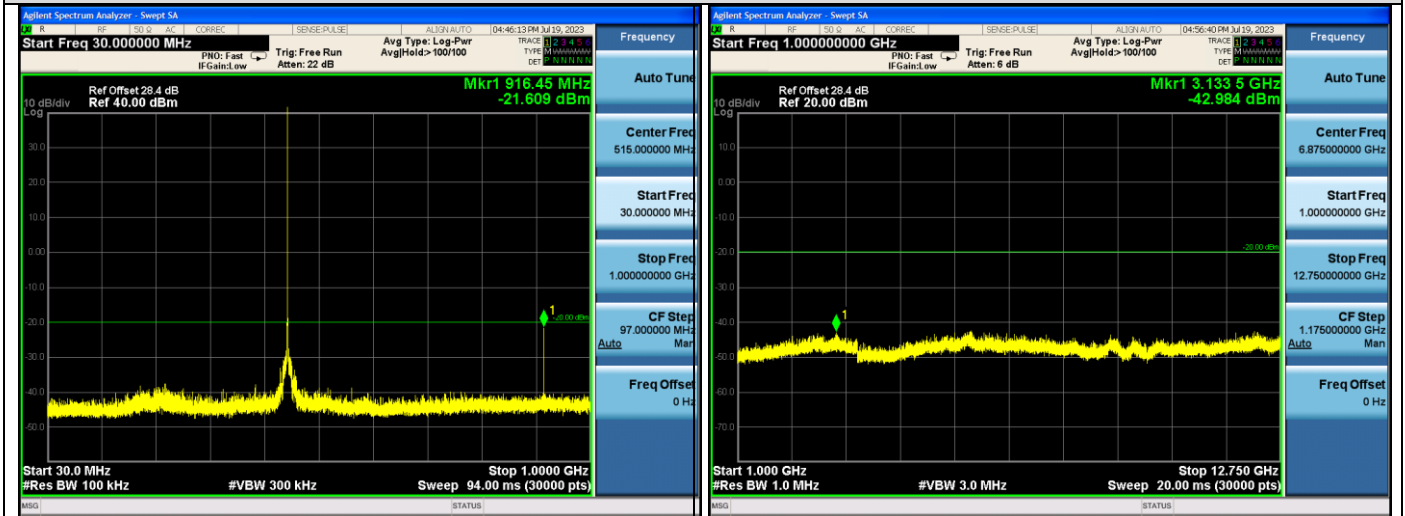 Agilent Spectrum Analyzer - Swept SA
R RF 50 Ω AC CORREC SENSE:PULSE ALIGN AUTO 04:46:13 PM Jul 19, 2023
Start Freq 30.000000 MHz
PNO: Fast
IFGain:Low
Trig: Free Run
Atten: 22 dB
Avg Type: Log-Pwr
Avg|Hold:>100/100
TRACE 1 2 3 4 5 6
TYPE M
DET P N N N N N
Ref Offset 28.4 dB
Ref 40.00 dBm
10 dB/div
Log
Mkr1 916.45 MHz
-21.609 dBm
30.0
20.0
10.0
0.00
-10.0
-20.0
-30.0
-40.0
-50.0
1
-20.00 dBm
Start 30.0 MHz
Stop 1.0000 GHz
#Res BW 100 kHz
#VBW 300 kHz
Sweep 94.00 ms (30000 pts)
MSG
STATUS
Frequency
Auto Tune
Center Freq
515.000000 MHz
Start Freq
30.000000 MHz
Stop Freq
1.000000000 GHz
CF Step
97.000000 MHz
Auto Man
Freq Offset
0 Hz
Agilent Spectrum Analyzer - Swept SA
R RF 50 Ω AC CORREC SENSE:PULSE ALIGN AUTO 04:56:40 PM Jul 19, 2023
Start Freq 1.000000000 GHz
PNO: Fast
IFGain:Low
Trig: Free Run
Atten: 6 dB
Avg Type: Log-Pwr
Avg|Hold:>100/100
TRACE 1 2 3 4 5 6
TYPE M
DET P N N N N N
Ref Offset 28.4 dB
Ref 20.00 dBm
10 dB/div
Log
Mkr1 3.133 5 GHz
-42.984 dBm
10.0
0.00
-10.0
-20.0
-30.0
-40.0
-50.0
-60.0
-70.0
1
-20.00 dBm
Start 1.000 GHz
Stop 12.750 GHz
#Res BW 1.0 MHz
#VBW 3.0 MHz
Sweep 20.00 ms (30000 pts)
MSG
STATUS
Frequency
Auto Tune
Center Freq
6.875000000 GHz
Start Freq
1.000000000 GHz
Stop Freq
12.750000000 GHz
CF Step
1.175000000 GHz
Auto Man
Freq Offset
0 Hz